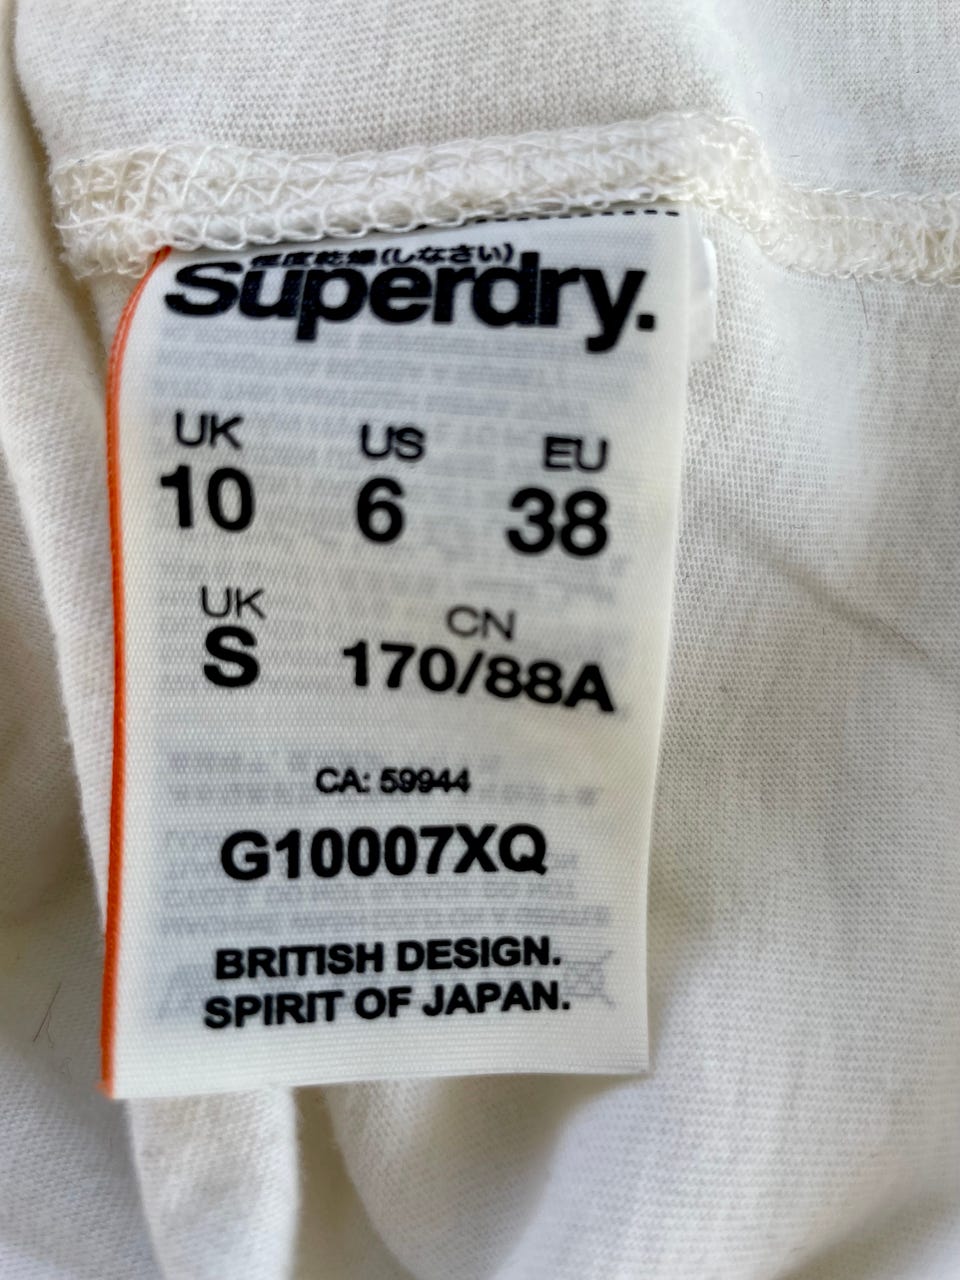 極度乾燥(しなさい)
Superdry.
UK US EU
10 6 38
UK CN
S 170/88A
CA: 59944
G10007XQ
BRITISH DESIGN.
SPIRIT OF JAPAN.